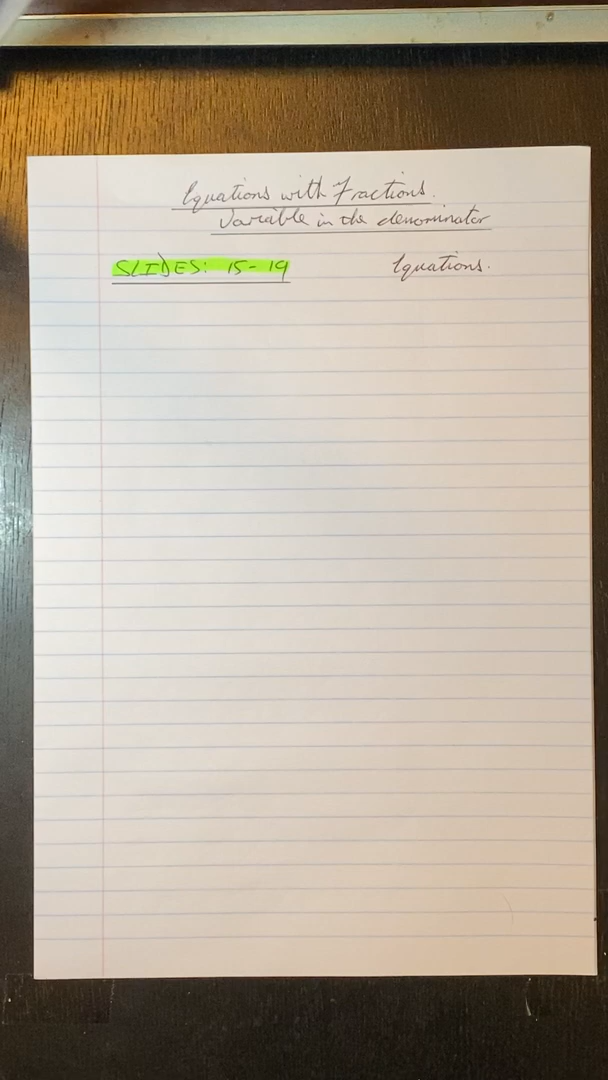 Equations with Fractions.
Variable in the denominator
SLIDES: 15-19 Equations.